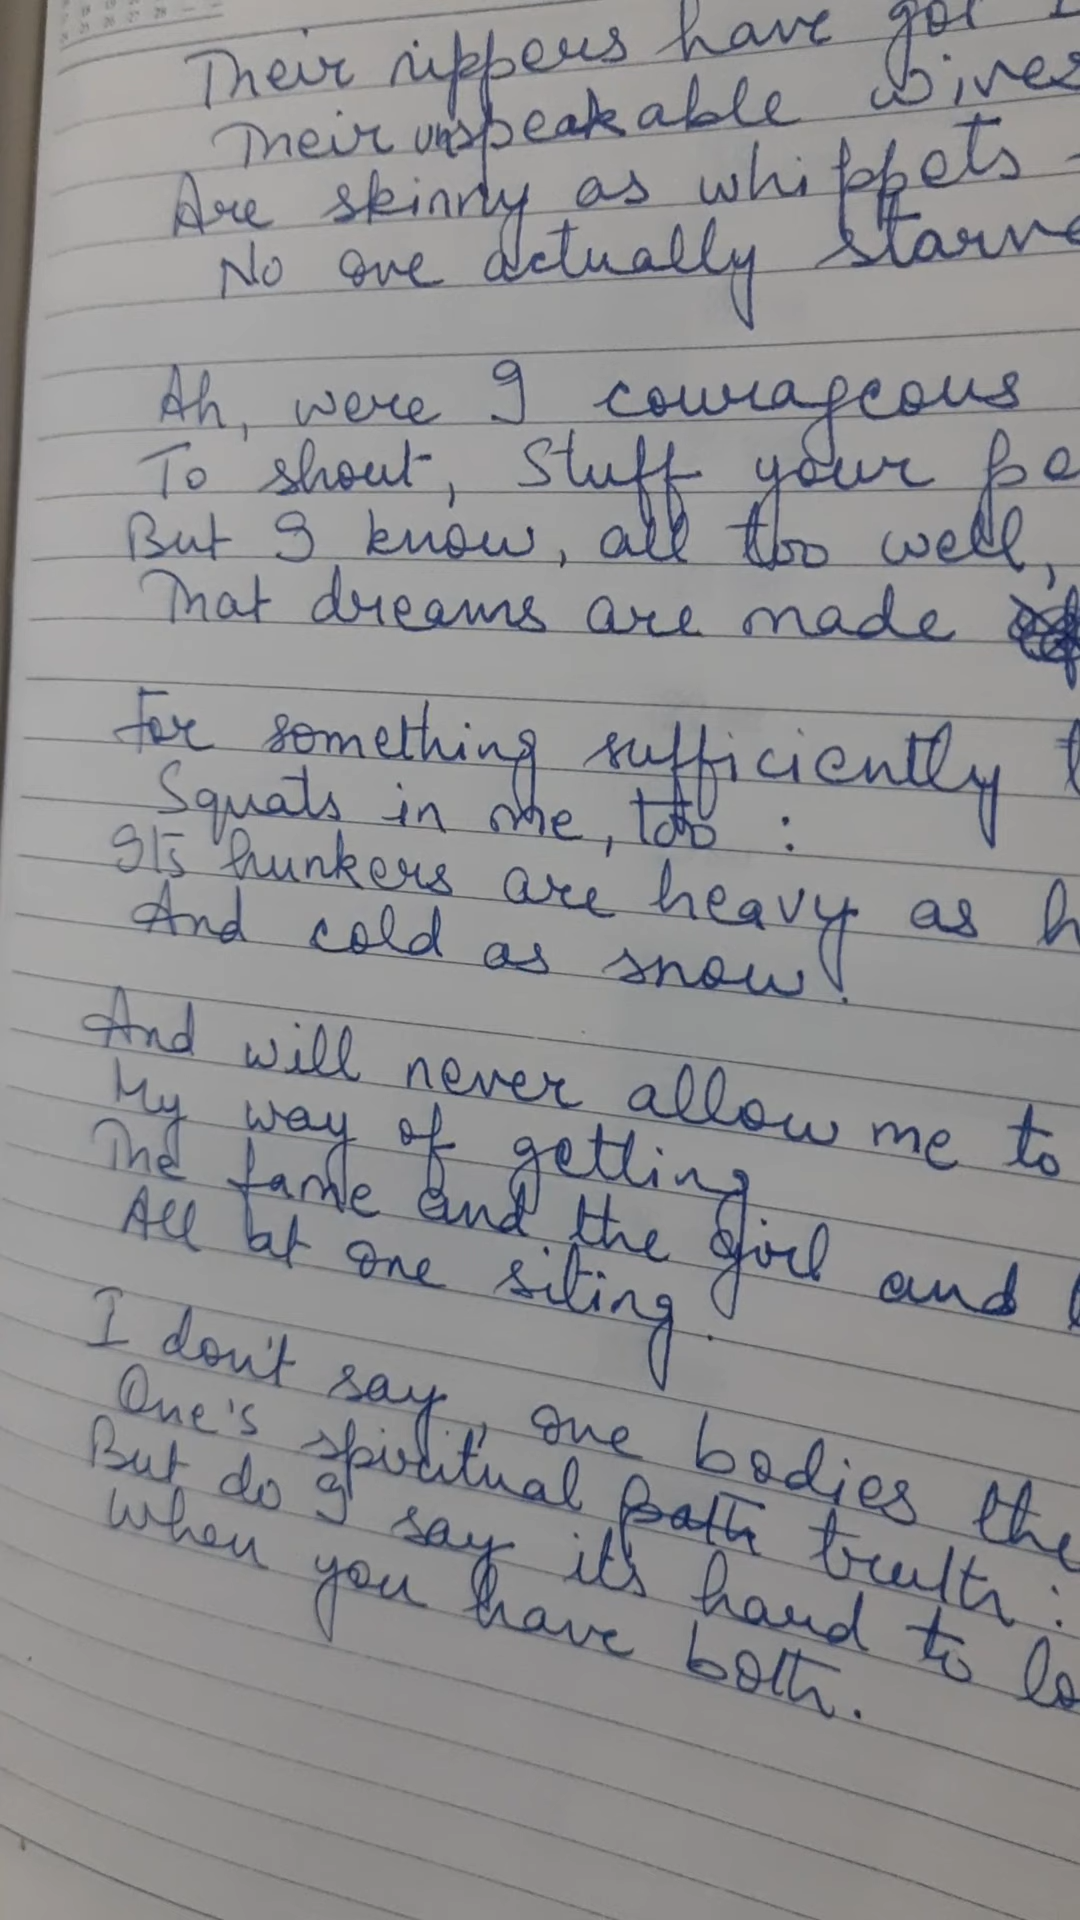 Their nippers have got
Their unspeakable wives
Are skinny as whippets -
No one actually starve
Ah, were I courageous
To shout, Stuff your pe
But I know, all too well,
That dreams are made
For something sufficiently t
Squats in me, too :
Its hunkers are heavy as h
And cold as snow.
And will never allow me to
My way of getting
The fame and the girl and
All at one siting.
I don't say, one bodies the
One's spiritual path truth :
But do I say it's hard to lo
When you have both.